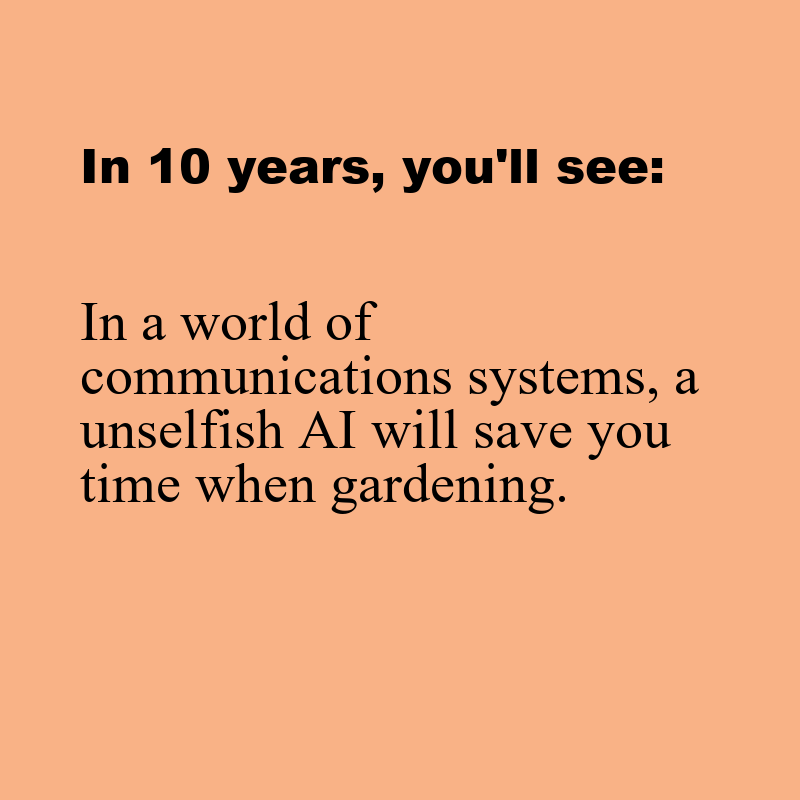 In 10 years, you'll see:
In a world of
communications systems, a
unselfish AI will save you
time when gardening.